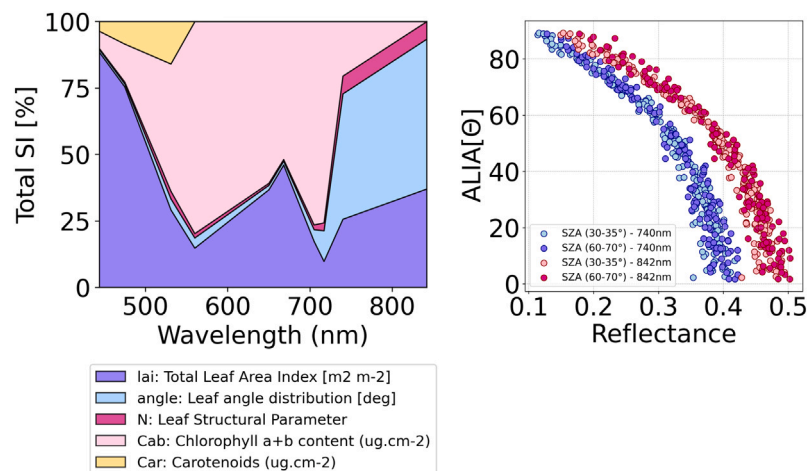 Total SI [%]
100
75
50
25
0
500
600
700
800
Wavelength (nm)
lai: Total Leaf Area Index [m2 m-2]
angle: Leaf angle distribution [deg]
N: Leaf Structural Parameter
Cab: Chlorophyll a+b content (ug.cm-2)
Car: Carotenoids (ug.cm-2)
ALIA[Θ]
80
60
40
20
0
SZA (30-35°) - 740nm
SZA (60-70°) - 740nm
SZA (30-35°) - 842nm
SZA (60-70°) - 842nm
0.1
0.2
0.3
0.4
0.5
Reflectance